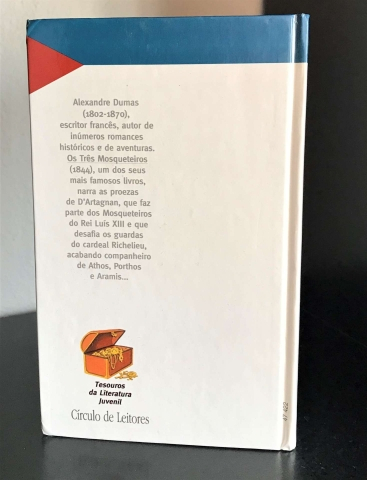 Alexandre Dumas
(1802-1870),
escritor francês, autor de
inúmeros romances
históricos e de aventuras.
Os Três Mosqueteiros
(1844), um dos seus
mais famosos livros,
narra as proezas
de D'Artagnan, que faz
parte dos Mosqueteiros
do Rei Luís XIII e que
desafia os guardas
do cardeal Richelieu,
acabando companheiro
de Athos, Porthos
e Aramis...
Tesouros
da Literatura
Juvenil
Círculo de Leitores
47 422